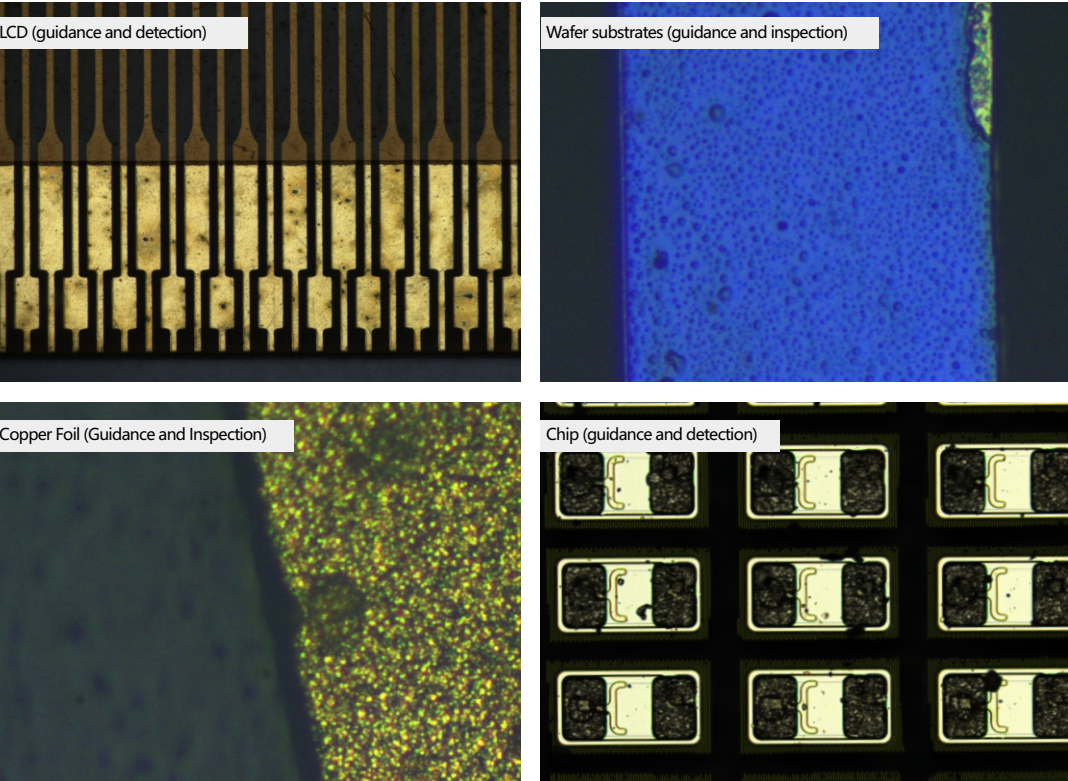 LCD (guidance and detection)
Wafer substrates (guidance and inspection)
Copper Foil (Guidance and Inspection)
Chip (guidance and detection)